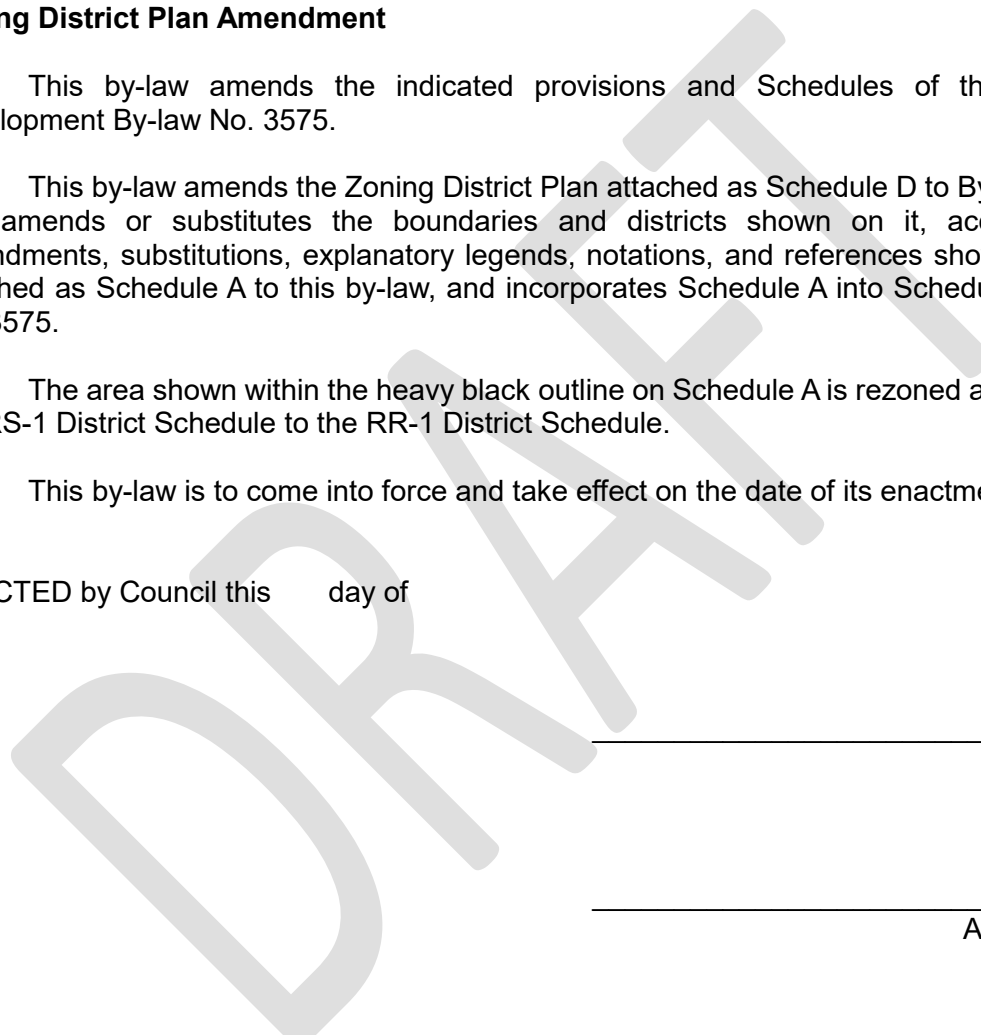 ng District Plan Amendment
This by-law amends the indicated provisions and Schedules of th
lopment By-law No. 3575.
This by-law amends the Zoning District Plan attached as Schedule D to By
amends or substitutes the boundaries and districts shown on it, acc
ndments, substitutions, explanatory legends, notations, and references sho
hed as Schedule A to this by-law, and incorporates Schedule A into Schedu
3575.
The area shown within the heavy black outline on Schedule A is rezoned a
RS-1 District Schedule to the RR-1 District Schedule.
This by-law is to come into force and take effect on the date of its enactme
CTED by Council this day of
A
DRAFT